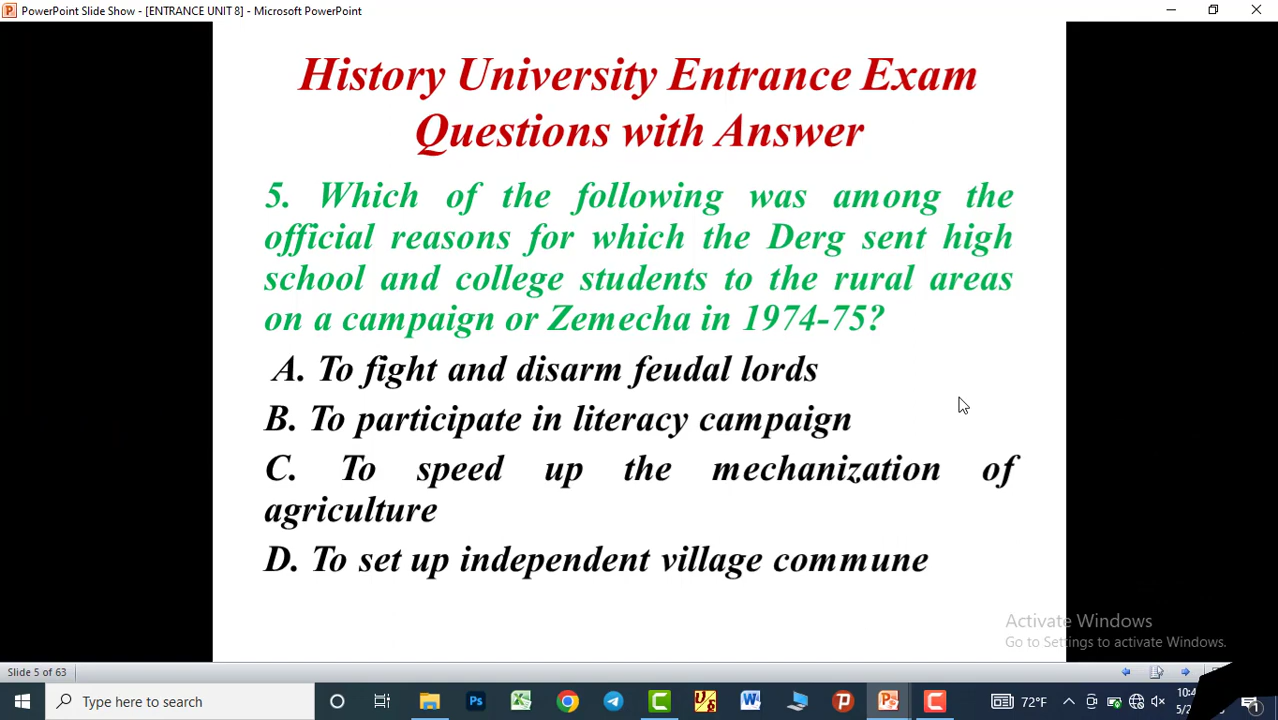 PowerPoint Slide Show - [ENTRANCE UNIT 8] - Microsoft PowerPoint
History University Entrance Exam
Questions with Answer
5. Which of the following was among the
official reasons for which the Derg sent high
school and college students to the rural areas
on a campaign or Zemecha in 1974-75?
A. To fight and disarm feudal lords
B. To participate in literacy campaign
C. To speed up the mechanization of
agriculture
D. To set up independent village commune
Activate Windows
Go to Settings to activate Windows.
Slide 5 of 63
Type here to search
72°F